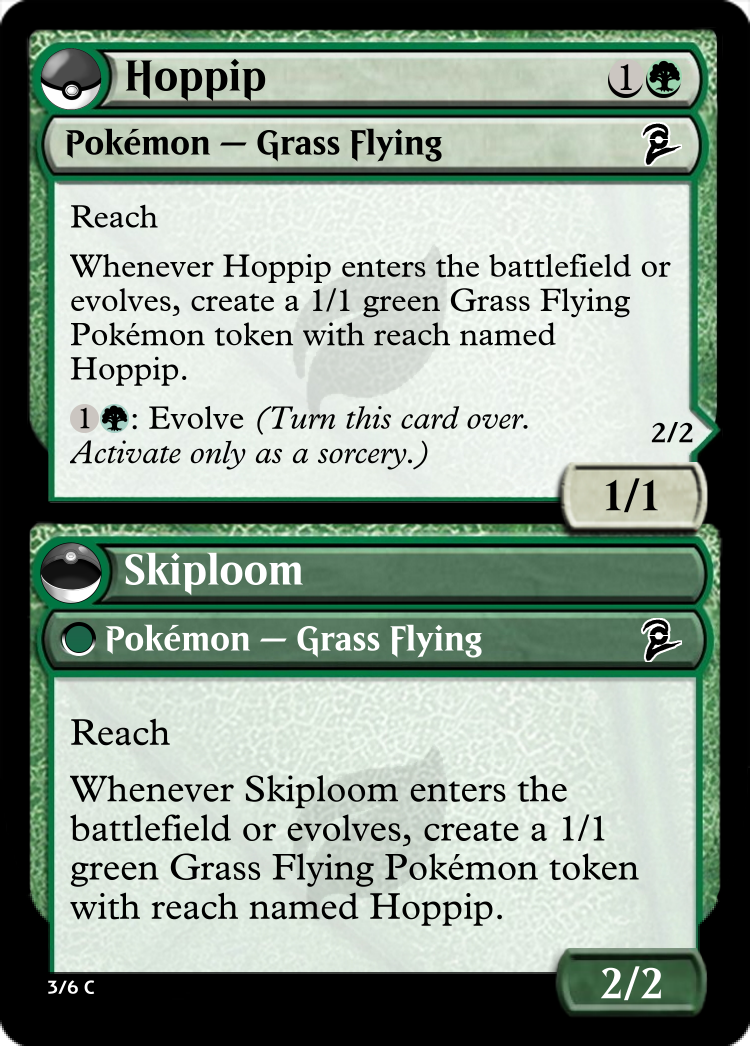 Hoppip 1
Pokémon — Grass Flying
Reach
Whenever Hoppip enters the battlefield or
evolves, create a 1/1 green Grass Flying
Pokémon token with reach named
Hoppip.
1 : Evolve (Turn this card over.
Activate only as a sorcery.)
2/2
1/1
Skiploom
Pokémon — Grass Flying
Reach
Whenever Skiploom enters the
battlefield or evolves, create a 1/1
green Grass Flying Pokémon token
with reach named Hoppip.
3/6 C
2/2